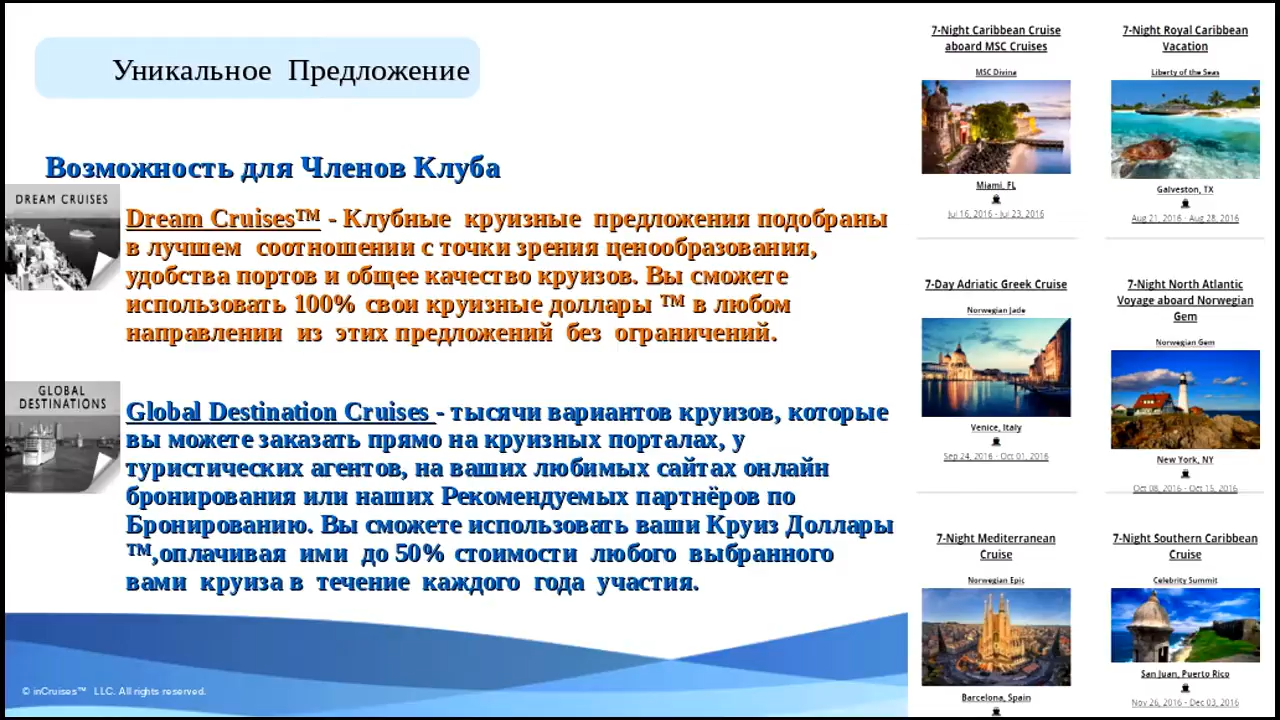 Уникальное Предложение
Возможность для Членов Клуба
DREAM CRUISES
Dream Cruises™ - Клубные круизные предложения подобраны
в лучшем соотношении с точки зрения ценообразования,
удобства портов и общее качество круизов. Вы сможете
использовать 100% свои круизные доллары ™ в любом
направлении из этих предложений без ограничений.
GLOBAL
DESTINATIONS
Global Destination Cruises - тысячи вариантов круизов, которые
вы можете заказать прямо на круизных порталах, у
туристических агентов, на ваших любимых сайтах онлайн
бронирования или наших Рекомендуемых партнёров по
Бронированию. Вы сможете использовать ваши Круиз Доллары
™,оплачивая ими до 50% стоимости любого выбранного
вами круиза в течение каждого года участия.
© inCruises™ LLC. All rights reserved.
7-Night Caribbean Cruise
aboard MSC Cruises
MSC Divina
Miami, FL
Jul 16, 2016 - Jul 23, 2016
7-Night Royal Caribbean
Vacation
Liberty of the Seas
Galveston, TX
Aug 21, 2016 - Aug 28, 2016
7-Day Adriatic Greek Cruise
Norwegian Jade
Venice, Italy
Sep 24, 2016 - Oct 01, 2016
7-Night North Atlantic
Voyage aboard Norwegian
Gem
Norwegian Gem
New York, NY
Oct 08, 2016 - Oct 15, 2016
7-Night Mediterranean
Cruise
Norwegian Epic
Barcelona, Spain
7-Night Southern Caribbean
Cruise
Celebrity Summit
San Juan, Puerto Rico
Nov 26, 2016 - Dec 03, 2016